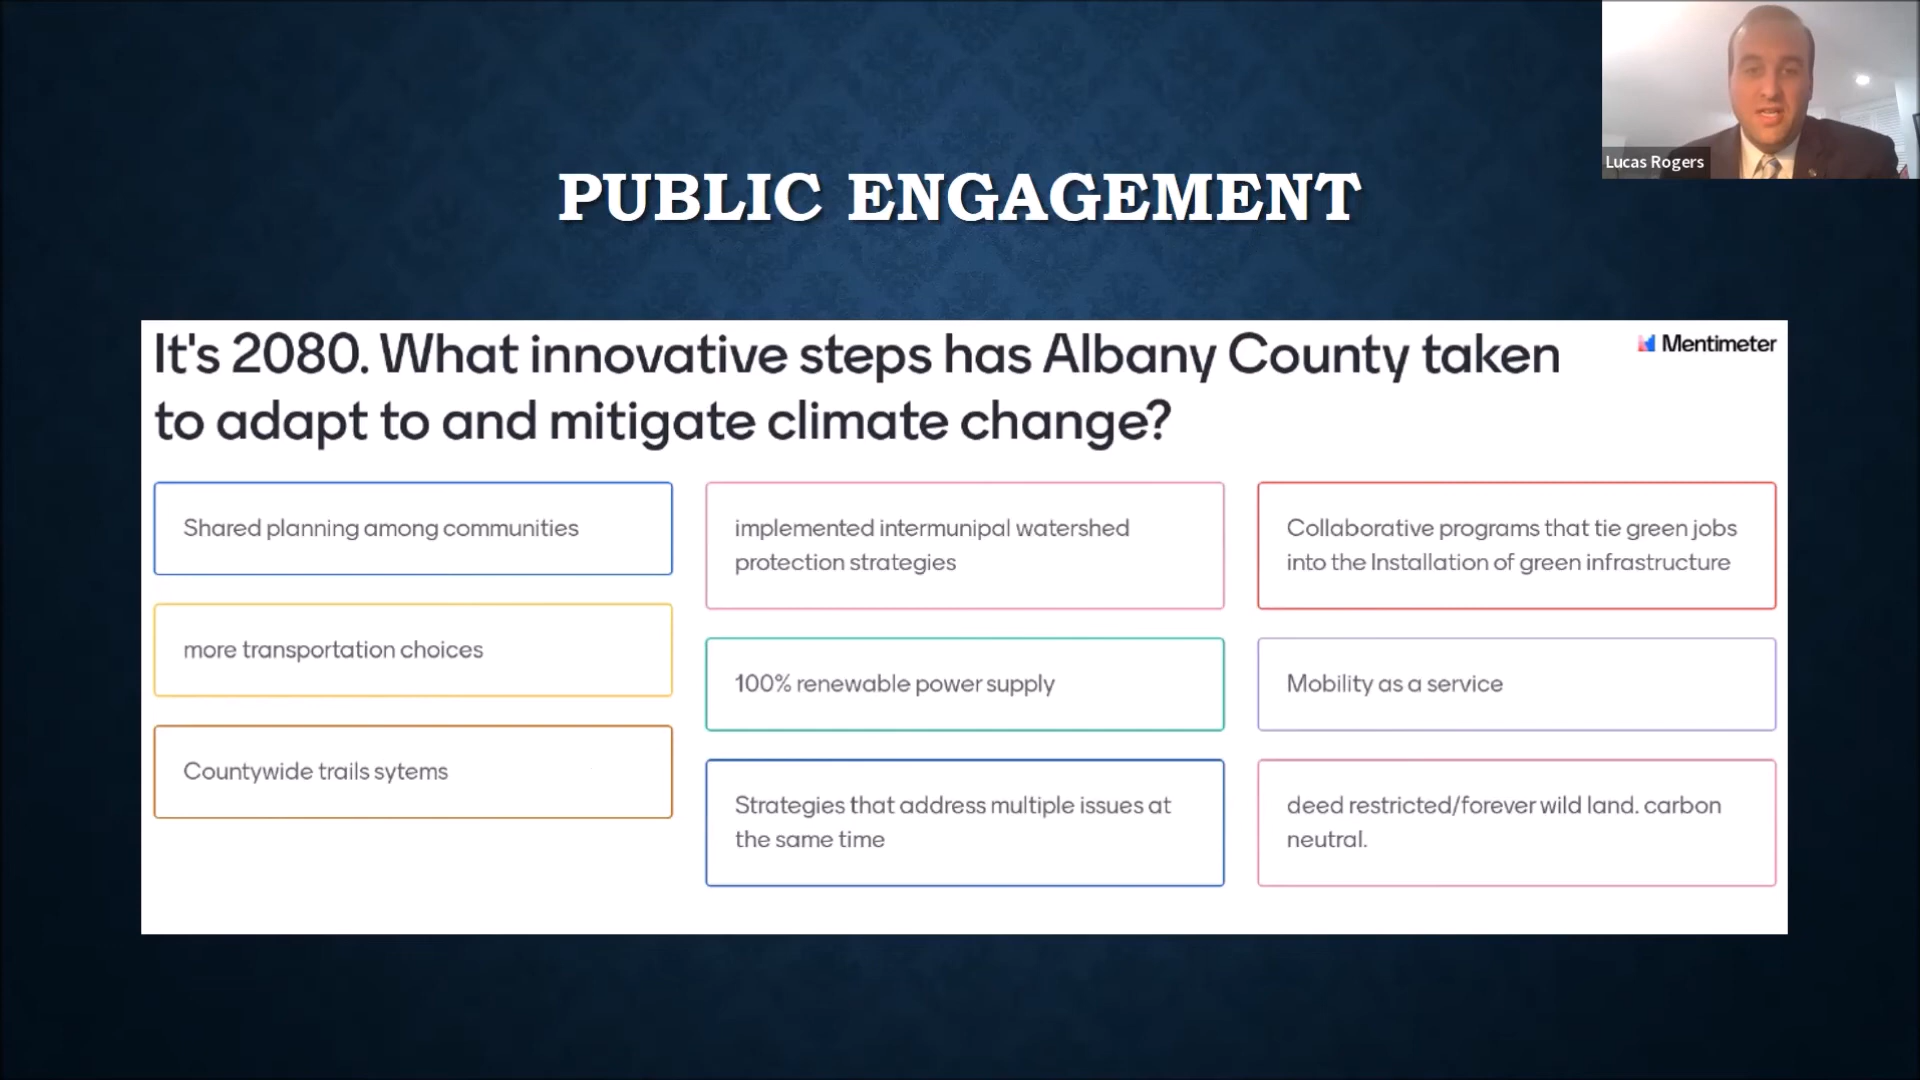 Lucas Rogers
PUBLIC ENGAGEMENT
It's 2080. What innovative steps has Albany County taken
to adapt to and mitigate climate change?
Mentimeter
Shared planning among communities
more transportation choices
Countywide trails sytems
implemented intermunipal watershed
protection strategies
100% renewable power supply
Strategies that address multiple issues at
the same time
Collaborative programs that tie green jobs
into the Installation of green infrastructure
Mobility as a service
deed restricted/forever wild land. carbon
neutral.